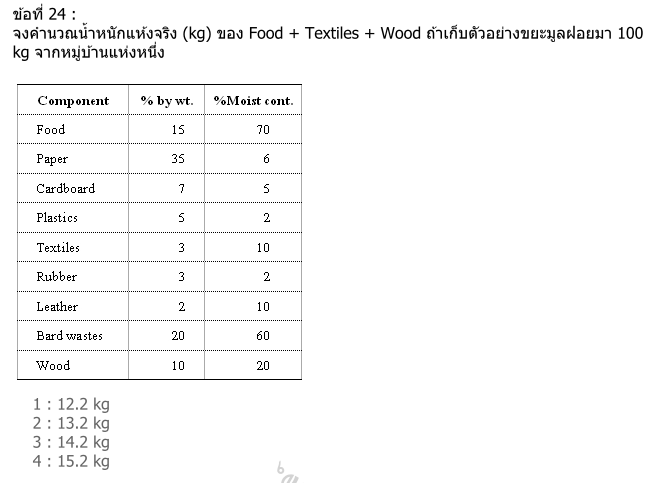 ข้อที่ 24 :
จงคำนวณน้ำหนักแห้งจริง (kg) ของ Food + Textiles + Wood ถ้าเก็บตัวอย่างขยะมูลฝอยมา 100
kg จากหมู่บ้านแห่งหนึ่ง
Component % by wt. %Moist cont.
Food 15 70
Paper 35 6
Cardboard 7 5
Plastics 5 2
Textiles 3 10
Rubber 3 2
Leather 2 10
Bard wastes 20 60
Wood 10 20
1 : 12.2 kg
2 : 13.2 kg
3 : 14.2 kg
4 : 15.2 kg